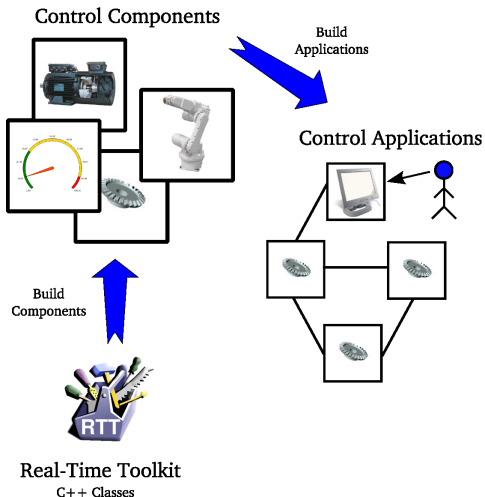 Control Components
Build
Applications
Control Applications
Build
Components
RTT
Real-Time Toolkit
C++ Classes